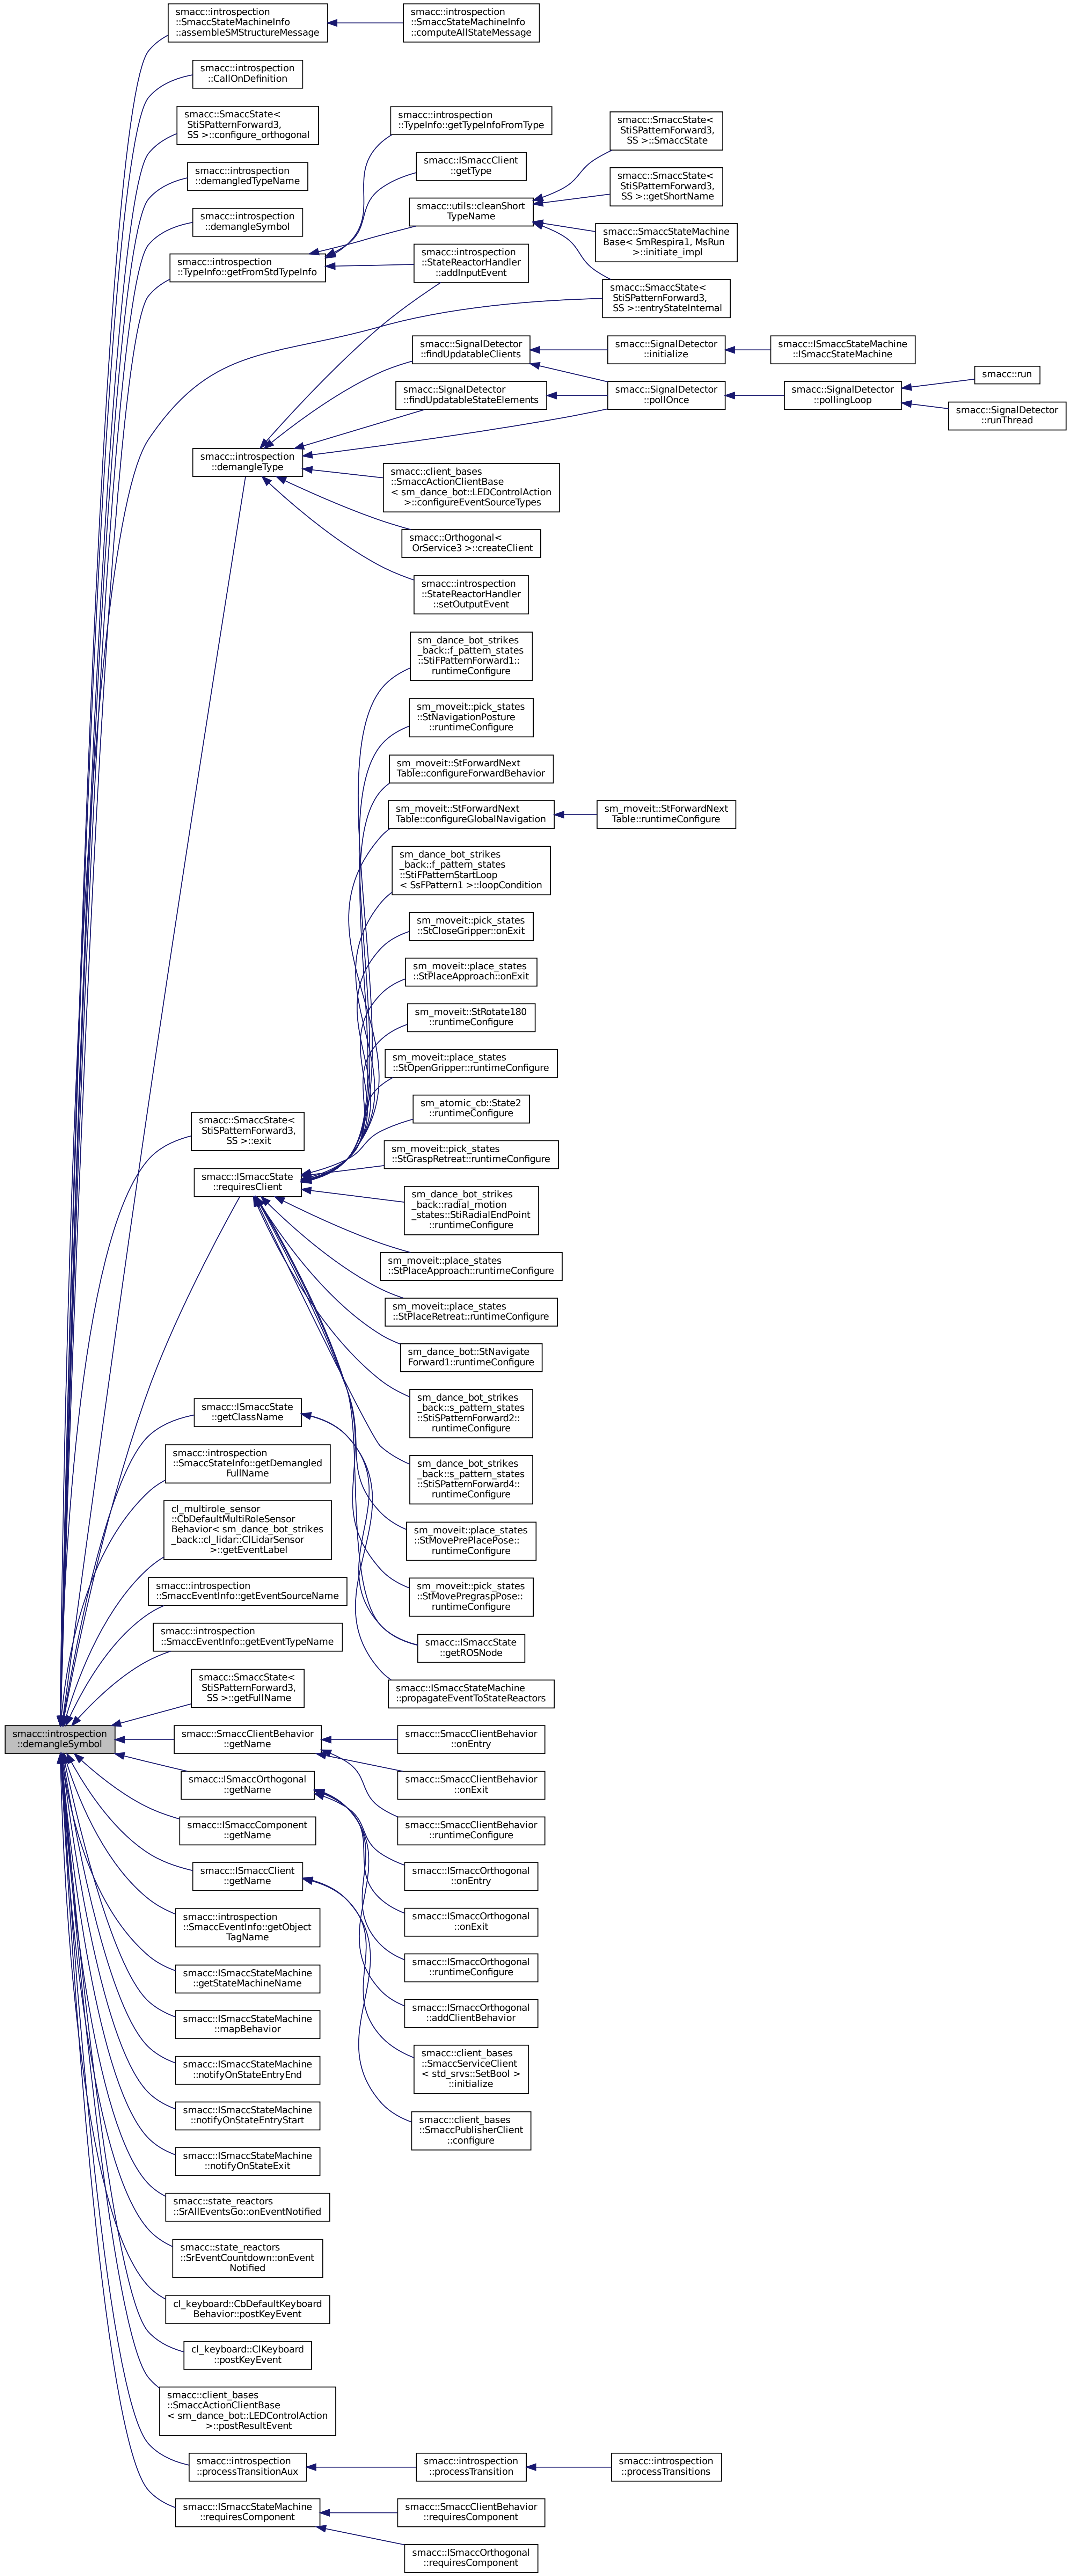 smacc::introspection
::SmaccStateMachineInfo
::assembleSMStructureMessage
smacc::introspection
::SmaccStateMachineInfo
::computeAllStateMessage
smacc::introspection
::CallOnDefinition
smacc::SmaccState<
StiSPatternForward3,
SS >::configure_orthogonal
smacc::introspection
::TypeInfo::getTypeInfoFromType
smacc::SmaccState<
StiSPatternForward3,
SS >::SmaccState
smacc::introspection
::demangledTypeName
smacc::ISmaccClient
::getType
smacc::SmaccState<
StiSPatternForward3,
SS >::getShortName
smacc::introspection
::demangleSymbol
smacc::utils::cleanShort
TypeName
smacc::SmaccStateMachine
Base< SmRespira1, MsRun
>::initiate_impl
smacc::introspection
::TypeInfo::getFromStdTypeInfo
smacc::introspection
::StateReactorHandler
::addInputEvent
smacc::SmaccState<
StiSPatternForward3,
SS >::entryStateInternal
smacc::SignalDetector
::findUpdatableClients
smacc::SignalDetector
::initialize
smacc::ISmaccStateMachine
::ISmaccStateMachine
smacc::SignalDetector
::findUpdatableStateElements
smacc::SignalDetector
::pollOnce
smacc::SignalDetector
::pollingLoop
smacc::run
smacc::SignalDetector
::runThread
smacc::introspection
::demangleType
smacc::client_bases
::SmaccActionClientBase
< sm_dance_bot::LEDControlAction
>::configureEventSourceTypes
smacc::Orthogonal<
OrService3 >::createClient
smacc::introspection
::StateReactorHandler
::setOutputEvent
sm_dance_bot_strikes
_back::f_pattern_states
::StiFPatternForward1::
runtimeConfigure
sm_moveit::pick_states
::StNavigationPosture
::runtimeConfigure
sm_moveit::StForwardNext
Table::configureForwardBehavior
sm_moveit::StForwardNext
Table::configureGlobalNavigation
sm_moveit::StForwardNext
Table::runtimeConfigure
sm_dance_bot_strikes
_back::f_pattern_states
::StiFPatternStartLoop
< SsFPattern1 >::loopCondition
sm_moveit::pick_states
::StCloseGripper::onExit
sm_moveit::place_states
::StPlaceApproach::onExit
sm_moveit::StRotate180
::runtimeConfigure
sm_moveit::place_states
::StOpenGripper::runtimeConfigure
sm_atomic_cb::State2
::runtimeConfigure
smacc::SmaccState<
StiSPatternForward3,
SS >::exit
sm_moveit::pick_states
::StGraspRetreat::runtimeConfigure
smacc::ISmaccState
::requiresClient
sm_dance_bot_strikes
_back::radial_motion
_states::StiRadialEndPoint
::runtimeConfigure
sm_moveit::place_states
::StPlaceApproach::runtimeConfigure
sm_moveit::place_states
::StPlaceRetreat::runtimeConfigure
sm_dance_bot::StNavigate
Forward1::runtimeConfigure
sm_dance_bot_strikes
_back::s_pattern_states
::StiSPatternForward2::
runtimeConfigure
smacc::ISmaccState
::getClassName
smacc::introspection
::SmaccStateInfo::getDemangled
FullName
sm_dance_bot_strikes
_back::s_pattern_states
::StiSPatternForward4::
runtimeConfigure
cl_multirole_sensor
::CbDefaultMultiRoleSensor
Behavior< sm_dance_bot_strikes
_back::cl_lidar::ClLidarSensor
>::getEventLabel
sm_moveit::place_states
::StMovePrePlacePose::
runtimeConfigure
smacc::introspection
::SmaccEventInfo::getEventSourceName
sm_moveit::pick_states
::StMovePregraspPose::
runtimeConfigure
smacc::introspection
::SmaccEventInfo::getEventTypeName
smacc::ISmaccState
::getROSNode
smacc::SmaccState<
StiSPatternForward3,
SS >::getFullName
smacc::ISmaccStateMachine
::propagateEventToStateReactors
smacc::introspection
::demangleSymbol
smacc::SmaccClientBehavior
::getName
smacc::SmaccClientBehavior
::onEntry
smacc::ISmaccOrthogonal
::getName
smacc::SmaccClientBehavior
::onExit
smacc::ISmaccComponent
::getName
smacc::SmaccClientBehavior
::runtimeConfigure
smacc::ISmaccClient
::getName
smacc::ISmaccOrthogonal
::onEntry
smacc::introspection
::SmaccEventInfo::getObject
TagName
smacc::ISmaccOrthogonal
::onExit
smacc::ISmaccStateMachine
::getStateMachineName
smacc::ISmaccOrthogonal
::runtimeConfigure
smacc::ISmaccStateMachine
::mapBehavior
smacc::ISmaccOrthogonal
::addClientBehavior
smacc::ISmaccStateMachine
::notifyOnStateEntryEnd
smacc::client_bases
::SmaccServiceClient
< std_srvs::SetBool >
::initialize
smacc::ISmaccStateMachine
::notifyOnStateEntryStart
smacc::client_bases
::SmaccPublisherClient
::configure
smacc::ISmaccStateMachine
::notifyOnStateExit
smacc::state_reactors
::SrAllEventsGo::onEventNotified
smacc::state_reactors
::SrEventCountdown::onEvent
Notified
cl_keyboard::CbDefaultKeyboard
Behavior::postKeyEvent
cl_keyboard::ClKeyboard
::postKeyEvent
smacc::client_bases
::SmaccActionClientBase
< sm_dance_bot::LEDControlAction
>::postResultEvent
smacc::introspection
::processTransitionAux
smacc::introspection
::processTransition
smacc::introspection
::processTransitions
smacc::ISmaccStateMachine
::requiresComponent
smacc::SmaccClientBehavior
::requiresComponent
smacc::ISmaccOrthogonal
::requiresComponent